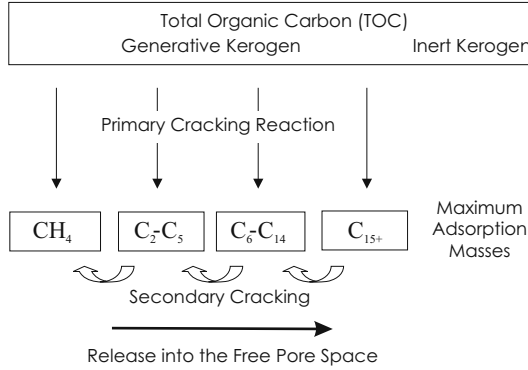 Total Organic Carbon (TOC)
Generative Kerogen Inert Kerogen
Primary Cracking Reaction
CH₄ C₂-C₅ C₆-C₁₄ C₁₅₊
Maximum
Adsorption
Masses
Secondary Cracking
Release into the Free Pore Space